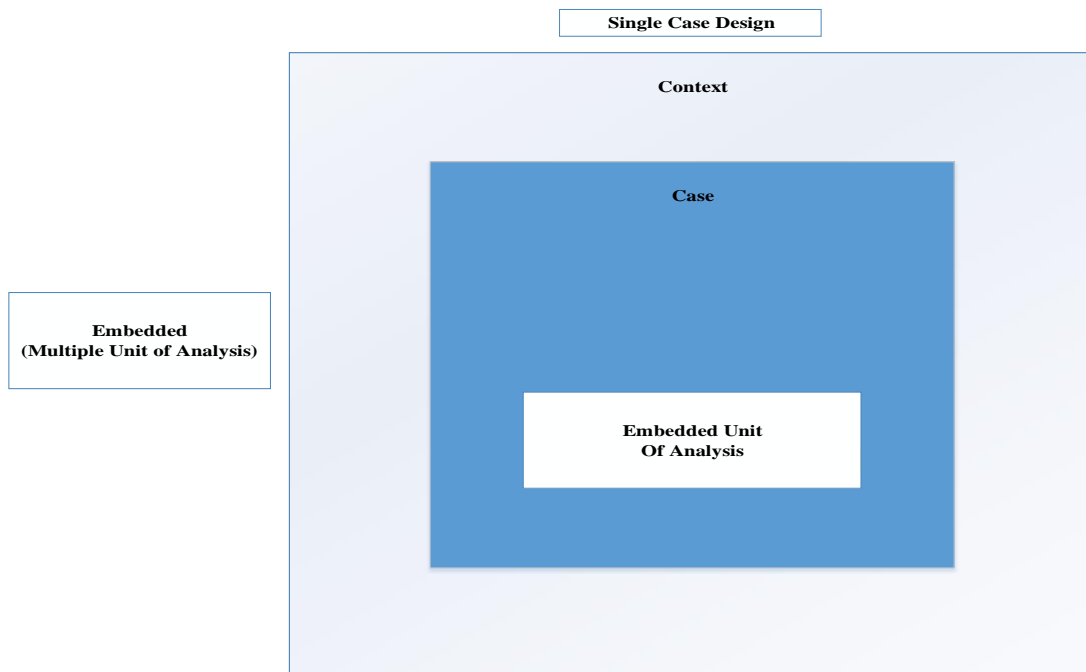 Single Case Design
Context
Case
Embedded
(Multiple Unit of Analysis)
Embedded Unit
Of Analysis